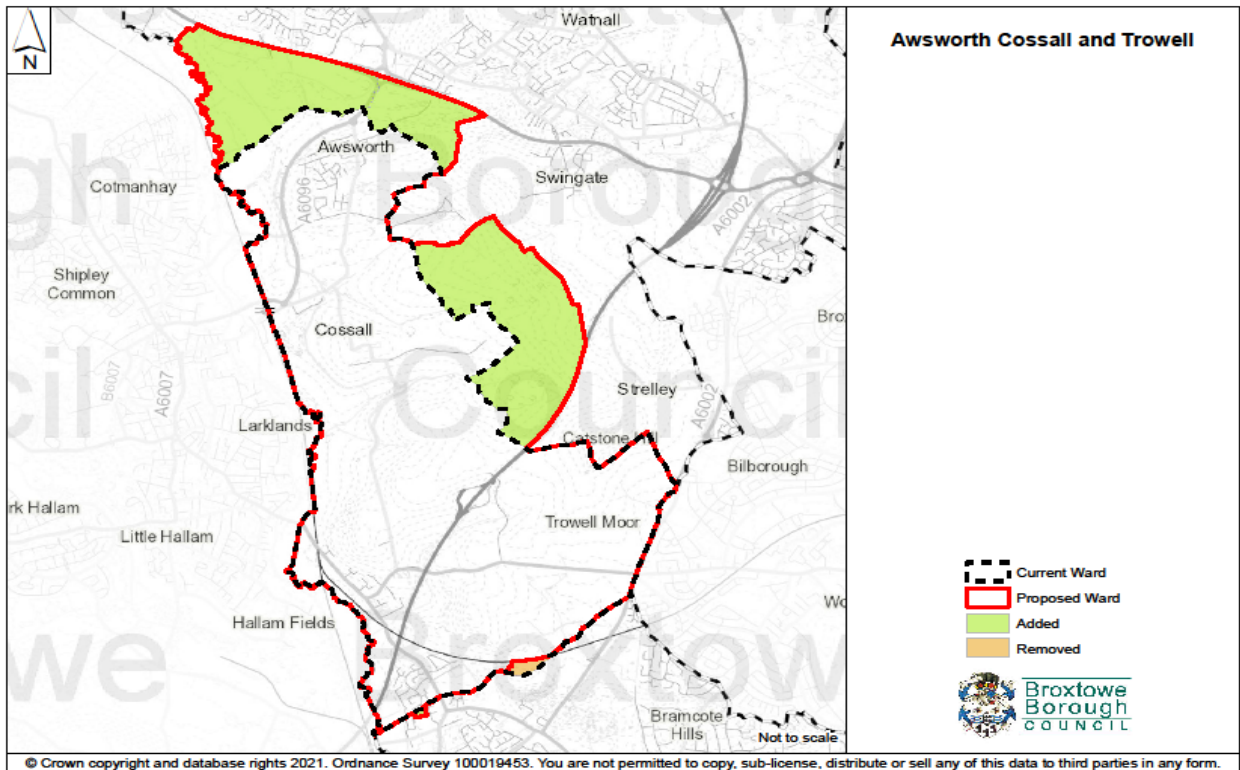 Watnall
Awsworth Cossall and Trowell
N
Awsworth
Cotmanhay
Swingate
A6096
A6002
Shipley
Common
Cossall
Bro
B6007
A6007
Strelley
A6002
Larklands
Catstone Hill
Bilborough
rk Hallam
Trowell Moor
Little Hallam
Current Ward
Proposed Ward
Wo
Hallam Fields
Added
Removed
Broxtowe
Borough
COUNCIL
Bramcote
Hills
Not to scale
© Crown copyright and database rights 2021. Ordnance Survey 100019453. You are not permitted to copy, sub-license, distribute or sell any of this data to third parties in any form.